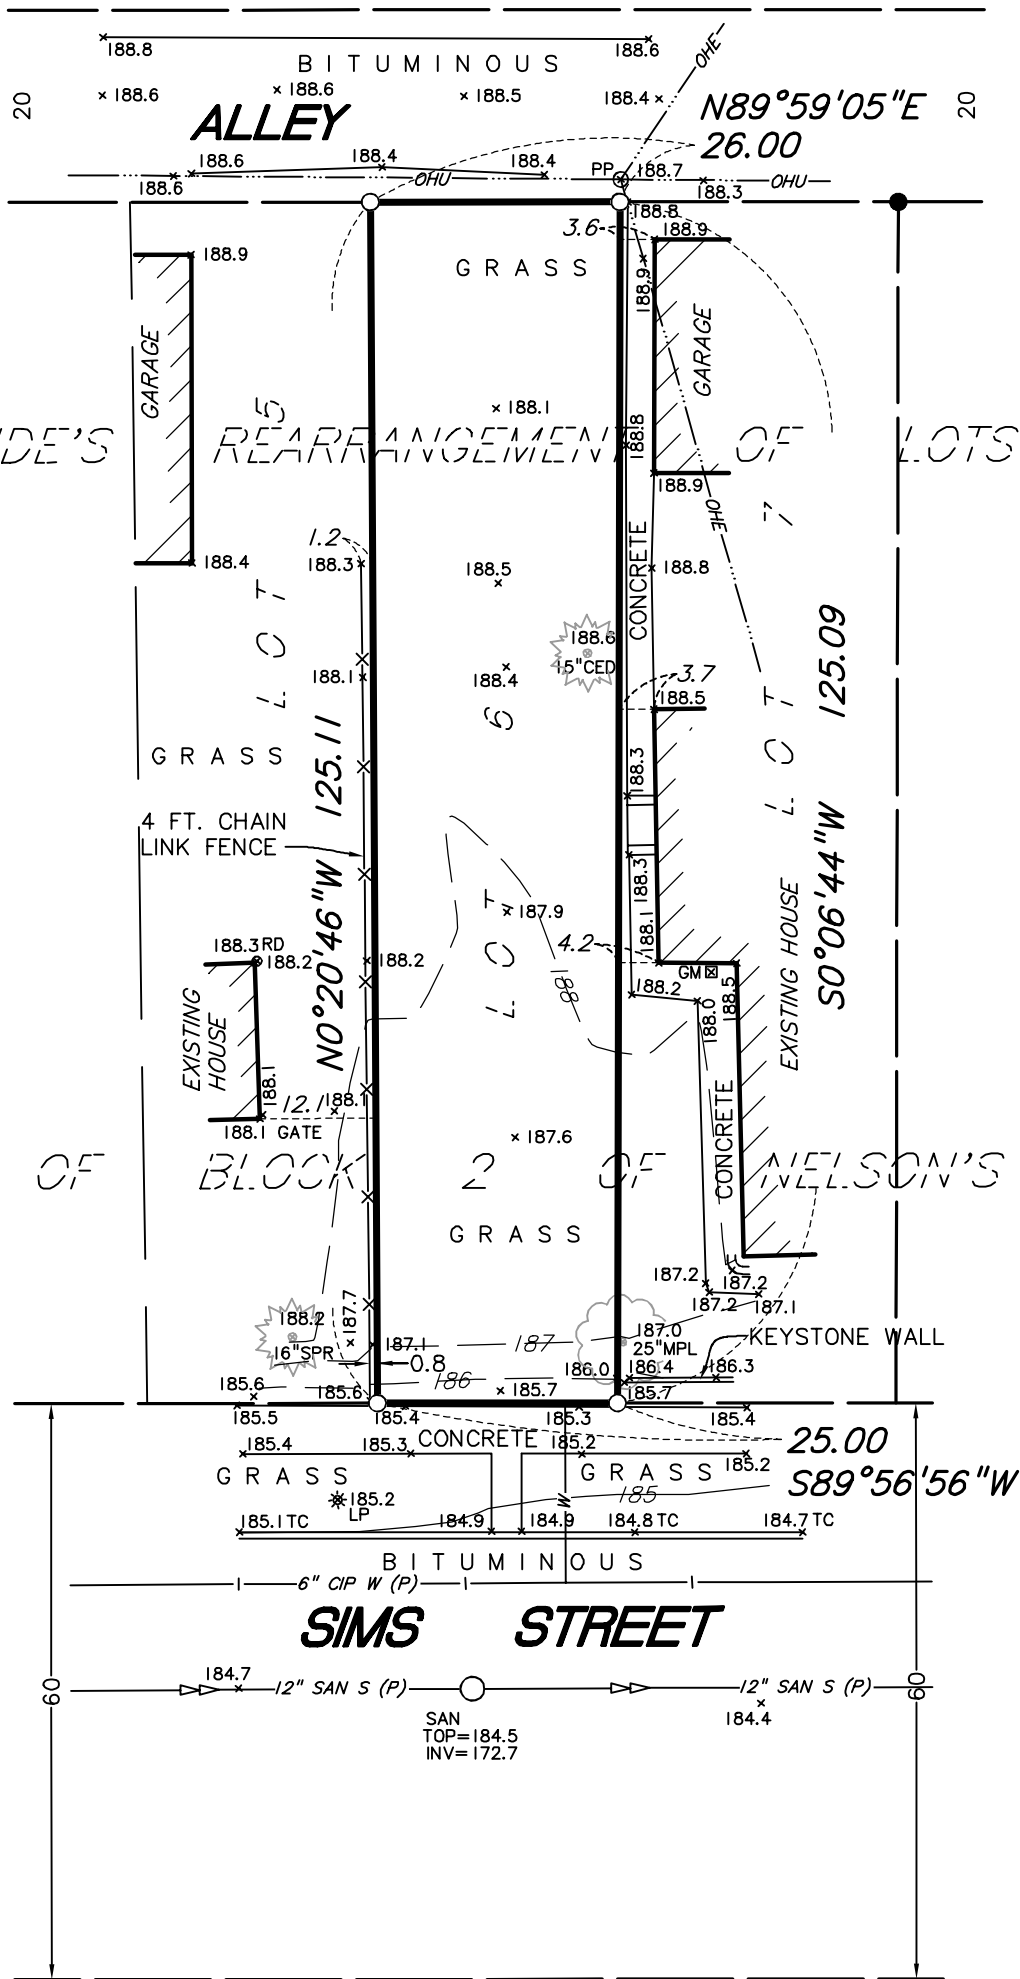 188.8
188.6
BITUMINOUS
20
188.6
188.6
188.5
188.4
OHE
N89°59'05"E
20
ALLEY
26.00
188.6
188.4
188.4
PP
188.7
188.6
OHU
188.3
OHU
188.8
3.6
188.9
188.9
GRASS
188.9
GARAGE
GARAGE
5
188.1
188.8
IDE'S REARRANGEMENT OF LOTS
188.9
OHE
7
1.2
188.3
188.4
188.5
CONCRETE
188.8
LOT
188.6
15"CED
125.09
188.1
188.4
3.7
188.5
6
LOT
GRASS
125.11
188.3
4 FT. CHAIN
LINK FENCE
188.3
N0°20'46"W
187.9
LOT
188.1
EXISTING HOUSE
S0°06'44"W
188.3 RD
188.2
188.2
4.2
GM
188
188.2
188.0
188.5
EXISTING
HOUSE
188.1
12.1
188.1
188.1 GATE
187.6
CONCRETE
OF BLOCK 2 OF NELSON'S
GRASS
187.2
187.2
187.2
187.1
188.2
187.7
16"SPR
187.1
187
187.0
25"MPL
KEYSTONE WALL
0.8
186.0
186.4
186.3
185.6
185.6
186
185.7
185.7
185.5
185.4
185.3
185.4
185.4
185.3
CONCRETE
185.2
25.00
185.2
GRASS
GRASS
S89°56'56"W
185.2
LP
W
185
185.1 TC
184.9
184.9
184.8 TC
184.7 TC
BITUMINOUS
6" CIP W (P)
SIMS STREET
184.7
12" SAN S (P)
12" SAN S (P)
60
60
184.4
SAN
TOP=184.5
INV=172.7